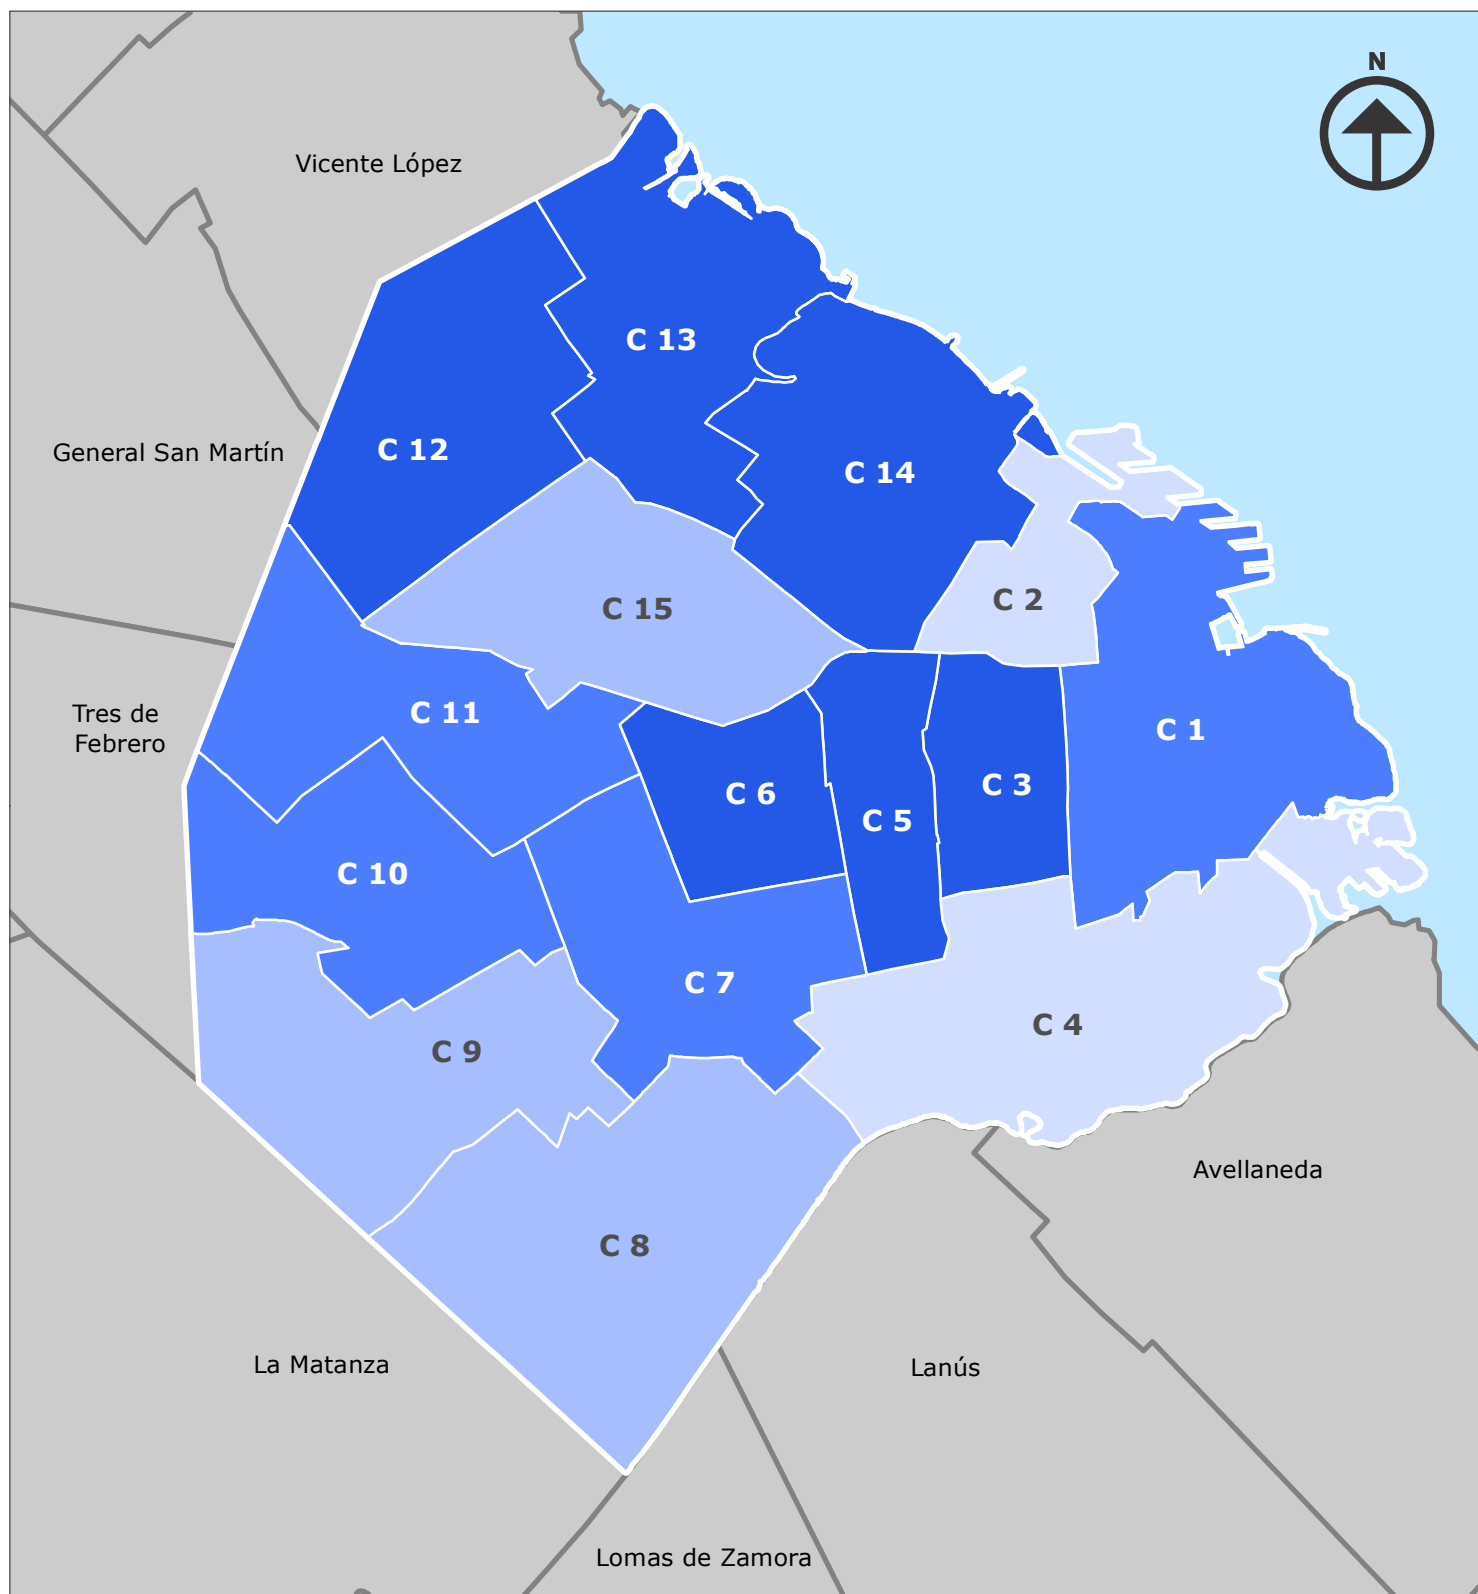 N
Vicente López
C 13
C 12
General San Martín
C 14
C 2
C 15
C 11
Tres de
Febrero
C 1
C 6
C 3
C 5
C 10
C 7
C 4
C 9
Avellaneda
C 8
La Matanza
Lanús
Lomas de Zamora